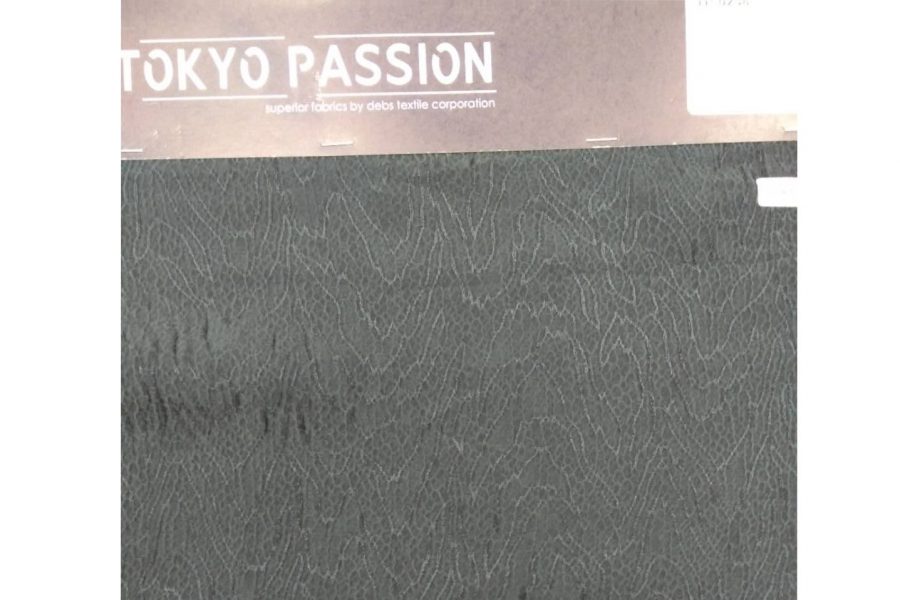 TOKYO PASSION
superior fabrics by debs textile corporation